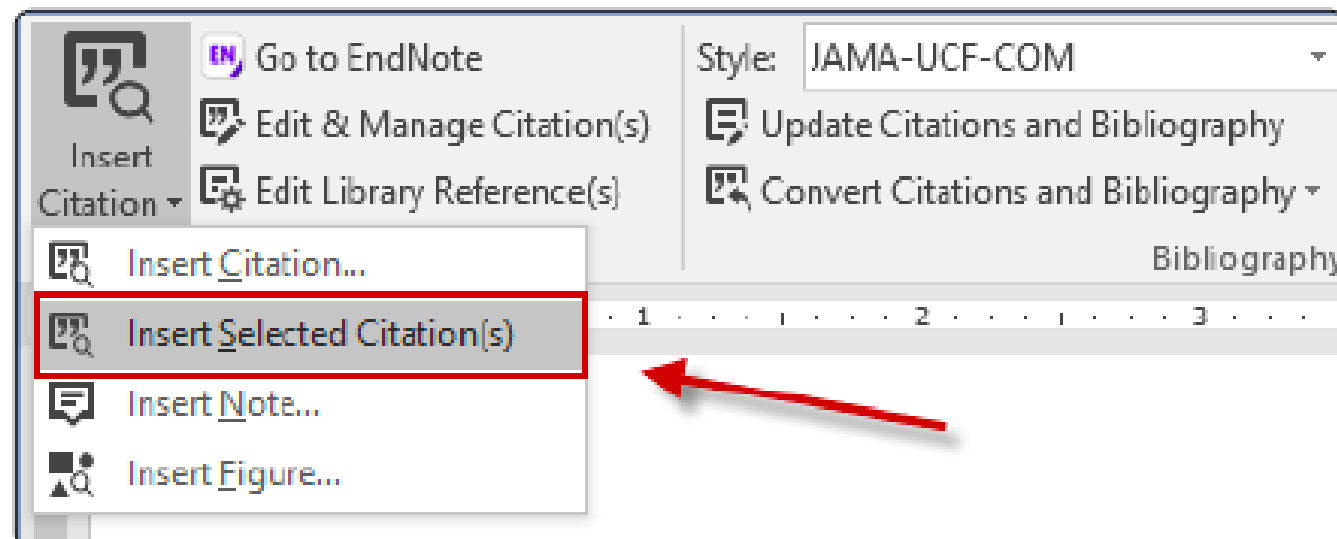 Insert
Citation
EN Go to EndNote
Edit & Manage Citation(s)
Edit Library Reference(s)
Style: JAMA-UCF-COM
Update Citations and Bibliography
Convert Citations and Bibliography
Bibliography
Insert Citation...
Insert Selected Citation(s)
Insert Note...
Insert Figure...
1 2 3